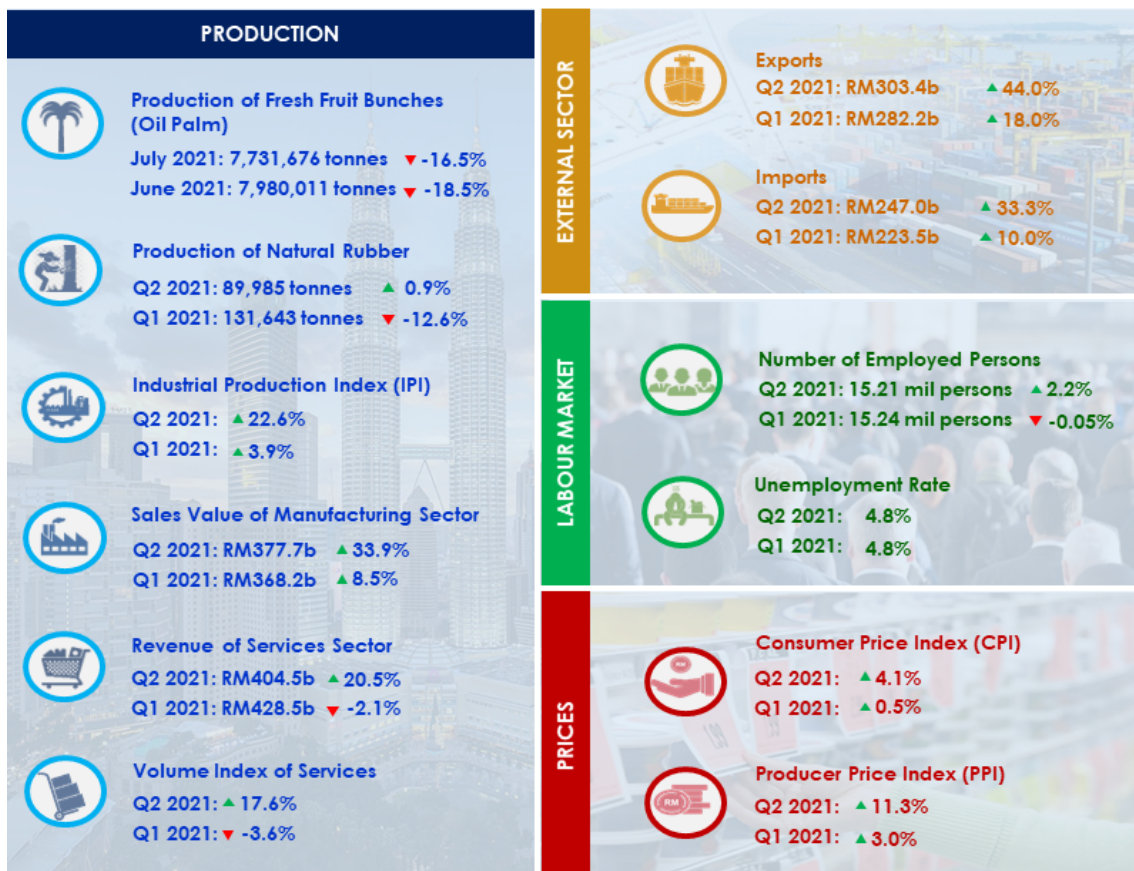 PRODUCTION
Production of Fresh Fruit Bunches
(Oil Palm)
July 2021: 7,731,676 tonnes ▼ -16.5%
June 2021: 7,980,011 tonnes ▼ -18.5%
Production of Natural Rubber
Q2 2021: 89,985 tonnes ▲ 0.9%
Q1 2021: 131,643 tonnes ▼ -12.6%
Industrial Production Index (IPI)
Q2 2021: ▲ 22.6%
Q1 2021: ▲ 3.9%
Sales Value of Manufacturing Sector
Q2 2021: RM377.7b ▲ 33.9%
Q1 2021: RM368.2b ▲ 8.5%
Revenue of Services Sector
Q2 2021: RM404.5b ▲ 20.5%
Q1 2021: RM428.5b ▼ -2.1%
Volume Index of Services
Q2 2021: ▲ 17.6%
Q1 2021: ▼ -3.6%
EXTERNAL SECTOR
Exports
Q2 2021: RM303.4b ▲ 44.0%
Q1 2021: RM282.2b ▲ 18.0%
Imports
Q2 2021: RM247.0b ▲ 33.3%
Q1 2021: RM223.5b ▲ 10.0%
LABOUR MARKET
Number of Employed Persons
Q2 2021: 15.21 mil persons ▲ 2.2%
Q1 2021: 15.24 mil persons ▼ -0.05%
Unemployment Rate
Q2 2021: 4.8%
Q1 2021: 4.8%
PRICES
RM
Consumer Price Index (CPI)
Q2 2021: ▲ 4.1%
Q1 2021: ▲ 0.5%
RM
Producer Price Index (PPI)
Q2 2021: ▲ 11.3%
Q1 2021: ▲ 3.0%